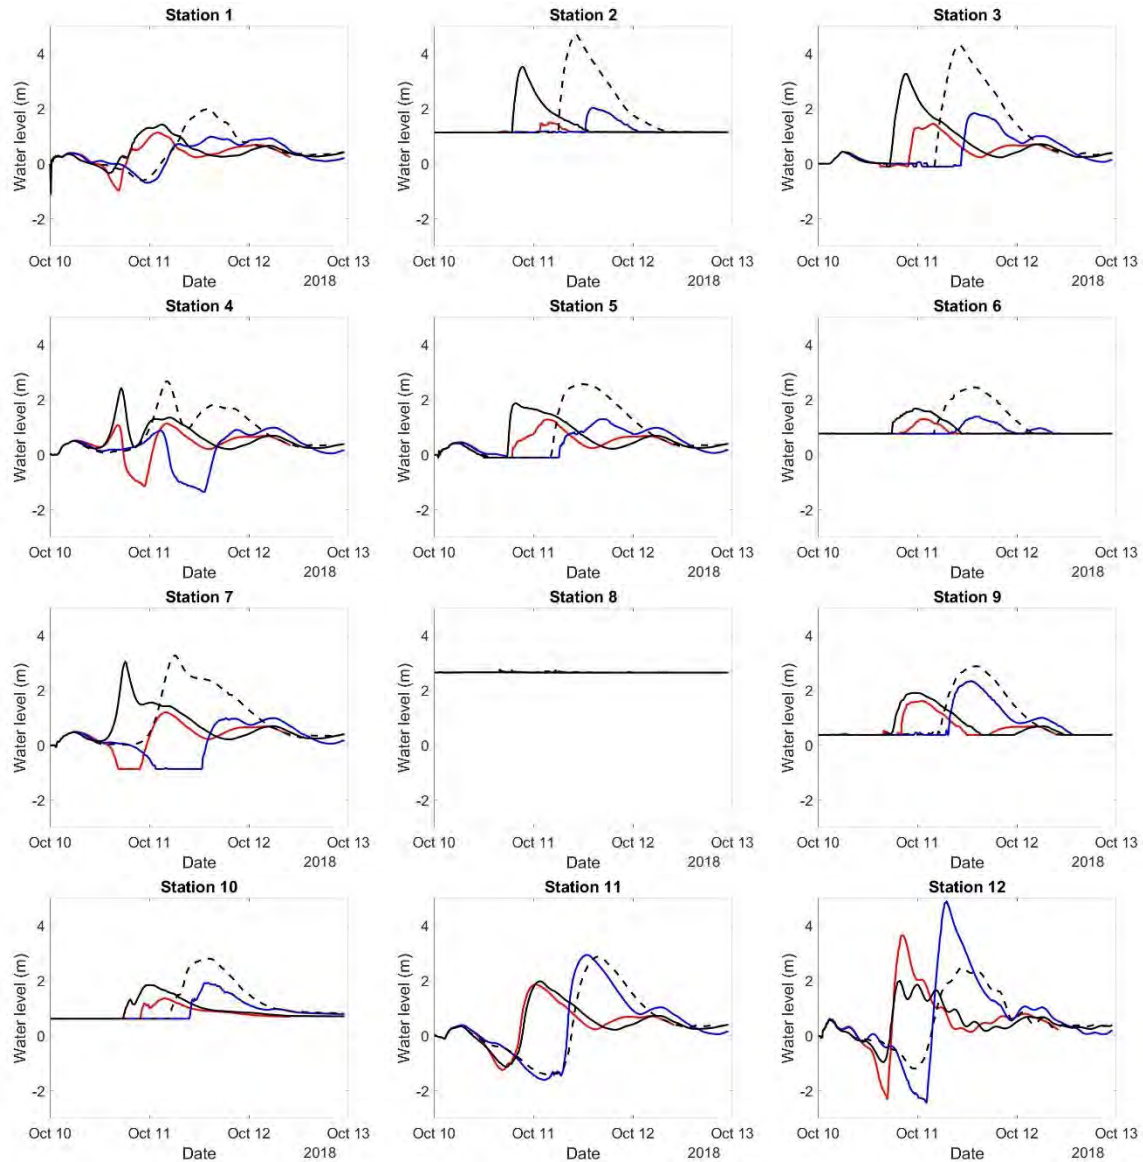 Station 1
Station 2
Station 3
Water level (m)
4
2
0
-2
Oct 10
Oct 11
Oct 12
Oct 13
Date
2018
Water level (m)
4
2
0
-2
Oct 10
Oct 11
Oct 12
Oct 13
Date
2018
Water level (m)
4
2
0
-2
Oct 10
Oct 11
Oct 12
Oct 13
Date
2018
Station 4
Station 5
Station 6
Water level (m)
4
2
0
-2
Oct 10
Oct 11
Oct 12
Oct 13
Date
2018
Water level (m)
4
2
0
-2
Oct 10
Oct 11
Oct 12
Oct 13
Date
2018
Water level (m)
4
2
0
-2
Oct 10
Oct 11
Oct 12
Oct 13
Date
2018
Station 7
Station 8
Station 9
Water level (m)
4
2
0
-2
Oct 10
Oct 11
Oct 12
Oct 13
Date
2018
Water level (m)
4
2
0
-2
Oct 10
Oct 11
Oct 12
Oct 13
Date
2018
Water level (m)
4
2
0
-2
Oct 10
Oct 11
Oct 12
Oct 13
Date
2018
Station 10
Station 11
Station 12
Water level (m)
4
2
0
-2
Oct 10
Oct 11
Oct 12
Oct 13
Date
2018
Water level (m)
4
2
0
-2
Oct 10
Oct 11
Oct 12
Oct 13
Date
2018
Water level (m)
4
2
0
-2
Oct 10
Oct 11
Oct 12
Oct 13
Date
2018